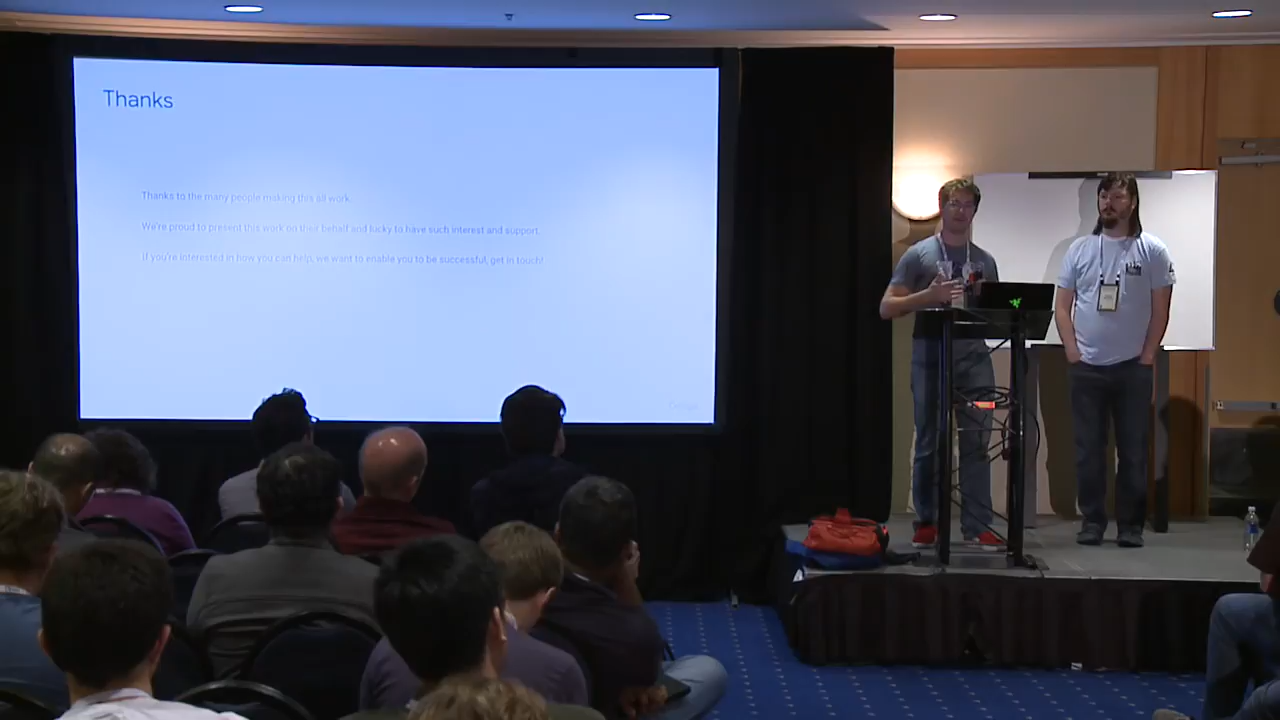 Thanks
Thanks to the many people making this all work.
We're proud to present this work on their behalf and lucky to have such interest and support.
If you're interested in how you can help, we want to enable you to be successful, get in touch!
Google